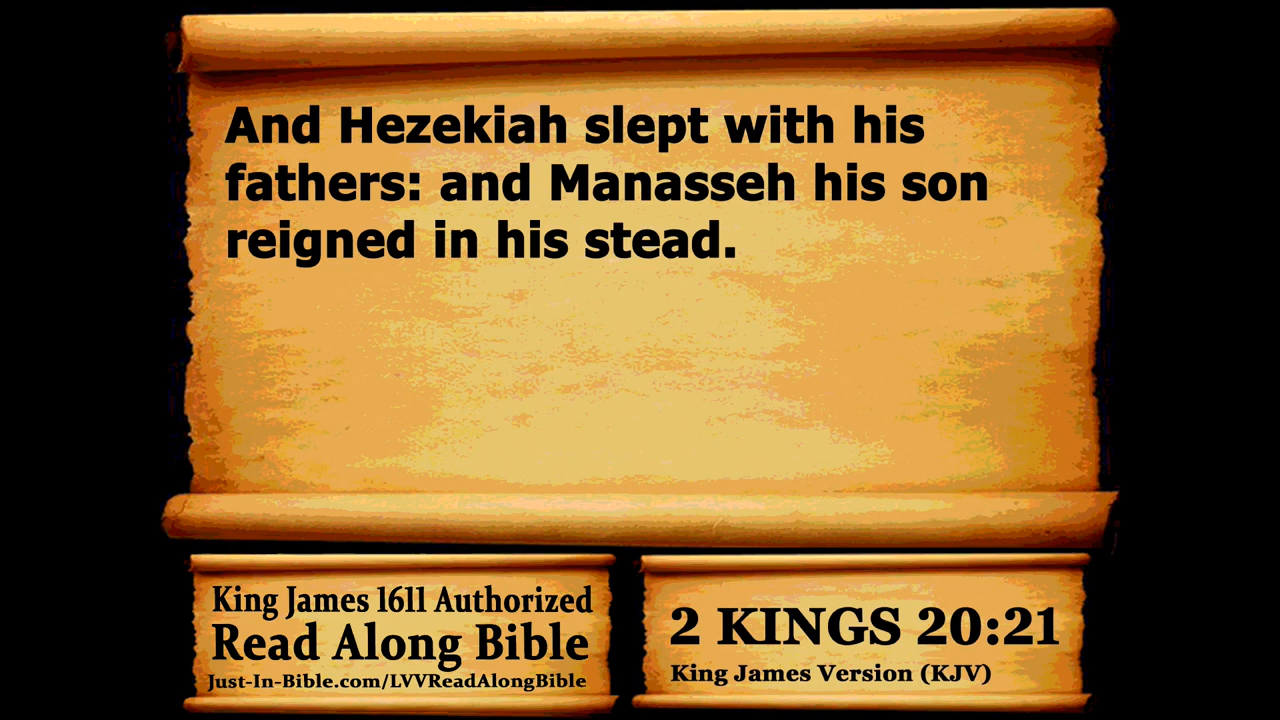 And Hezekiah slept with his
fathers: and Manasseh his son
reigned in his stead.
King James 1611 Authorized
Read Along Bible
Just-In-Bible.com/LVVReadAlongBible
2 KINGS 20:21
King James Version (KJV)